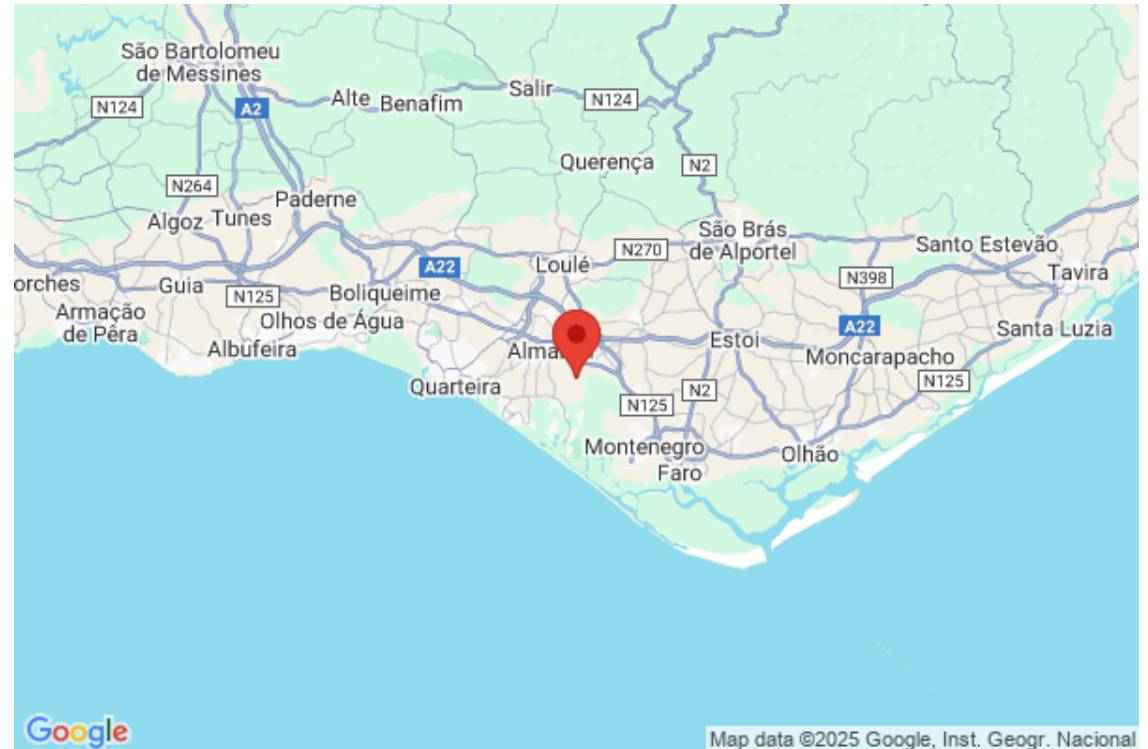 São Bartolomeu
de Messines
N124
A2
Alte
Benafim
Salir
N124
Querença
N2
N264
Paderne
Algoz
Tunes
São Brás
de Alportel
N270
Santo Estevão
A22
Loulé
N398
Tavira
orches
Guia
N125
Boliqueime
Armação
de Pêra
Olhos de Água
A22
Santa Luzia
Albufeira
Estoi
Moncarapacho
Quarteira
N125
N125
N2
Montenegro
Olhão
Faro
Google
Map data ©2025 Google, Inst. Geogr. Nacional